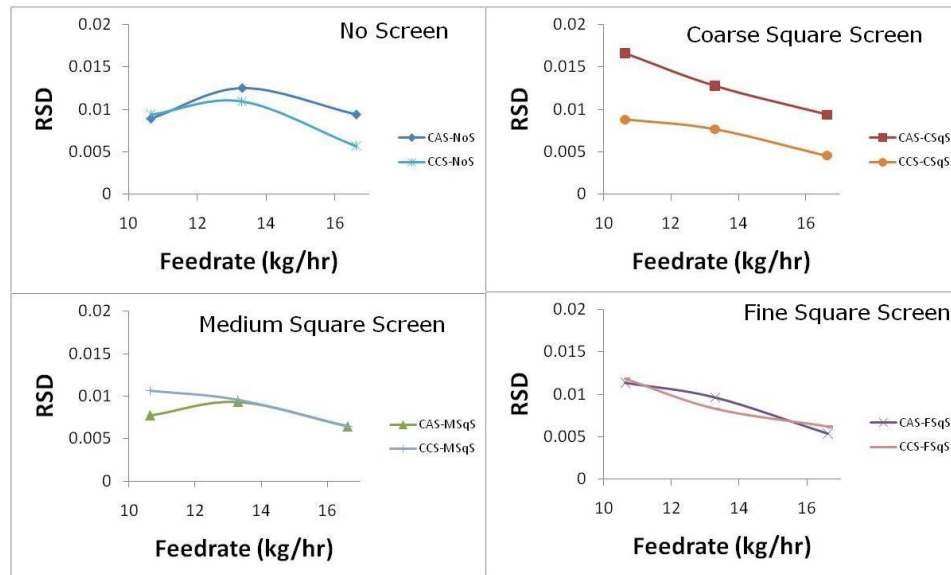 No Screen
0.02
0.015
0.01
0.005
0
RSD
CAS-NoS
CCS-NoS
10 12 14 16
Feedrate (kg/hr)
Coarse Square Screen
0.02
0.015
0.01
0.005
0
RSD
CAS-CSqS
CCS-CSqS
10 12 14 16
Feedrate (kg/hr)
Medium Square Screen
0.02
0.015
0.01
0.005
0
RSD
CAS-MSqS
CCS-MSqS
10 12 14 16
Feedrate (kg/hr)
Fine Square Screen
0.02
0.015
0.01
0.005
0
RSD
CAS-FSqS
CCS-FSqS
10 12 14 16
Feedrate (kg/hr)